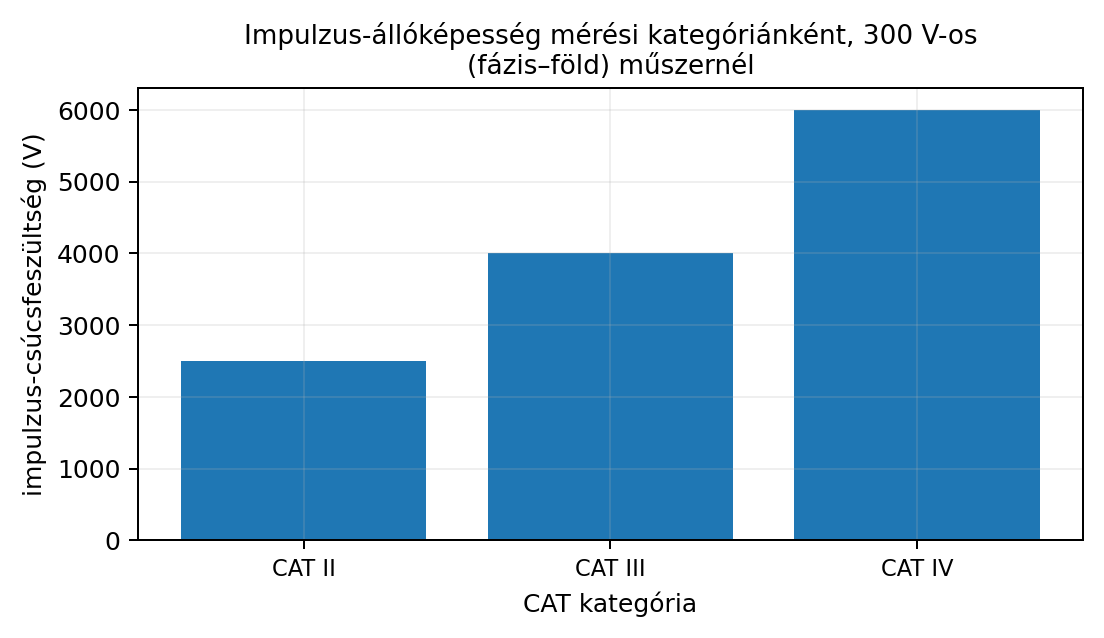 Impulzus-állóképesség mérési kategóriánként, 300 V-os
(fázis–föld) műszernél
impulzus-csúcsfeszültség (V)
6000
5000
4000
3000
2000
1000
0
CAT II
CAT III
CAT IV
CAT kategória